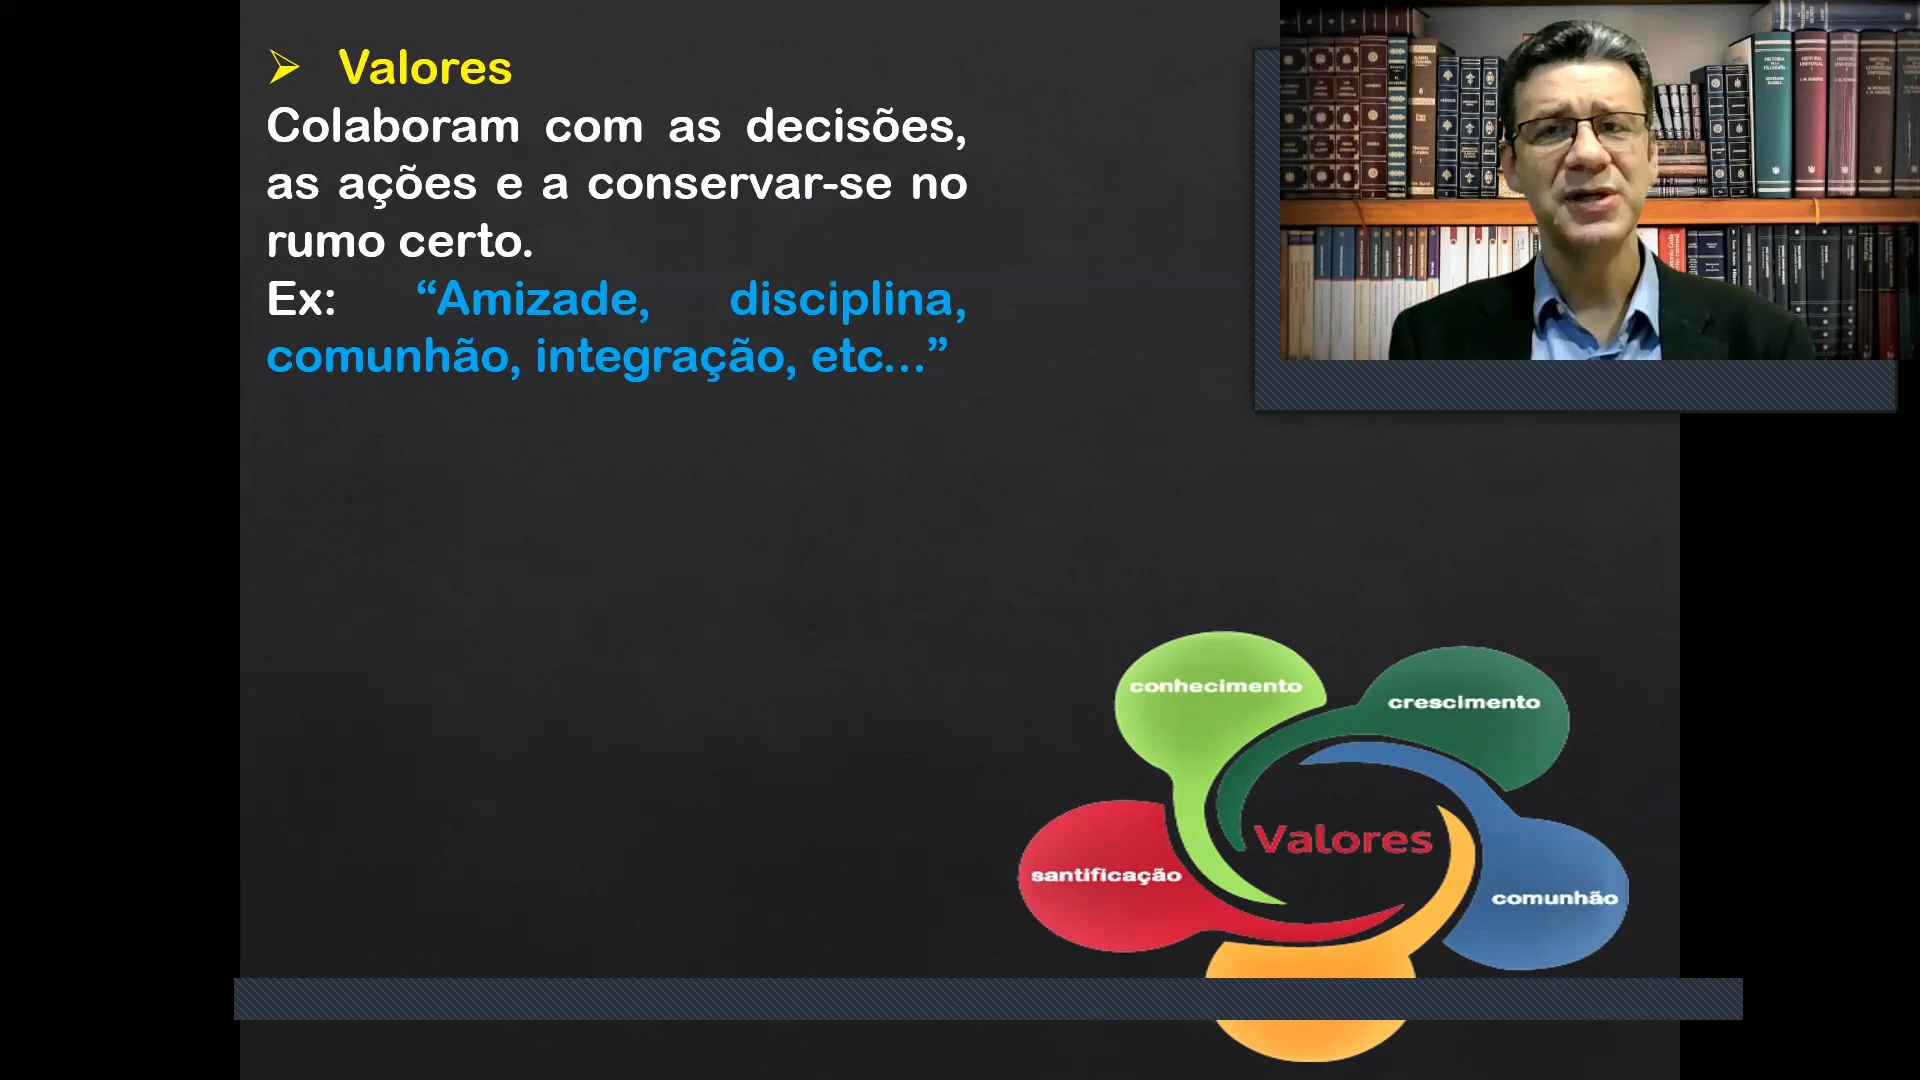 Valores
Colaboram com as decisões,
as ações e a conservar-se no
rumo certo.
Ex: “Amizade, disciplina,
comunhão, integração, etc...”
conhecimento
crescimento
Valores
santificação
comunhão